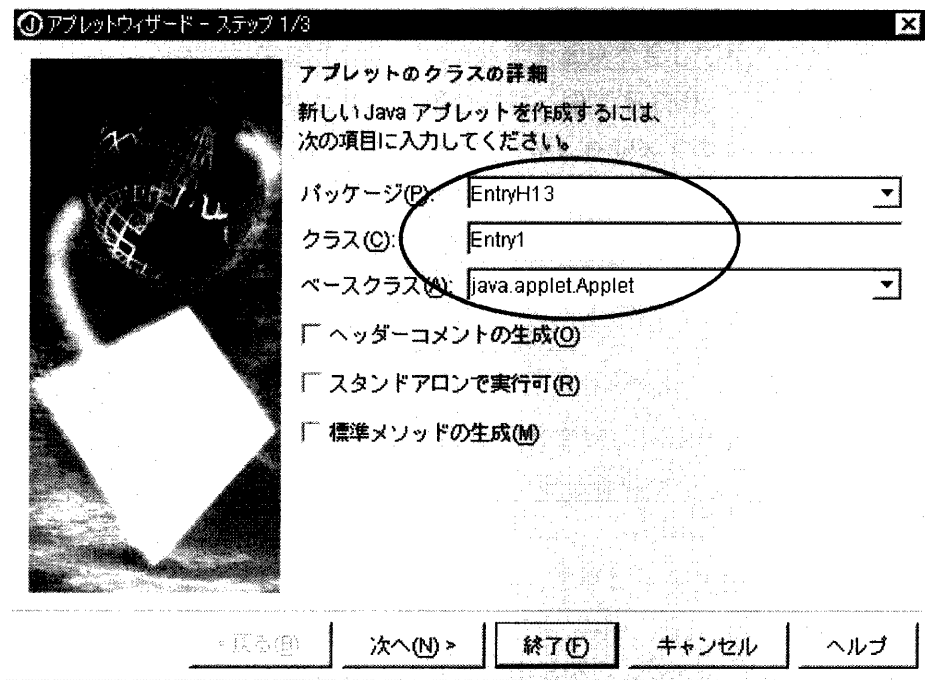 アプレットウィザード - ステップ 1/3
アプレットのクラスの詳細
新しい Java アプレットを作成するには、
次の項目に入力してください。
パッケージ(P): EntryH13
クラス(C): Entry1
ベースクラス(A): java.applet.Applet
ヘッダーコメントの生成(O)
スタンドアロンで実行可(R)
標準メソッドの生成(M)
< 戻る(B) 次へ(N) > 終了(F) キャンセル ヘルプ